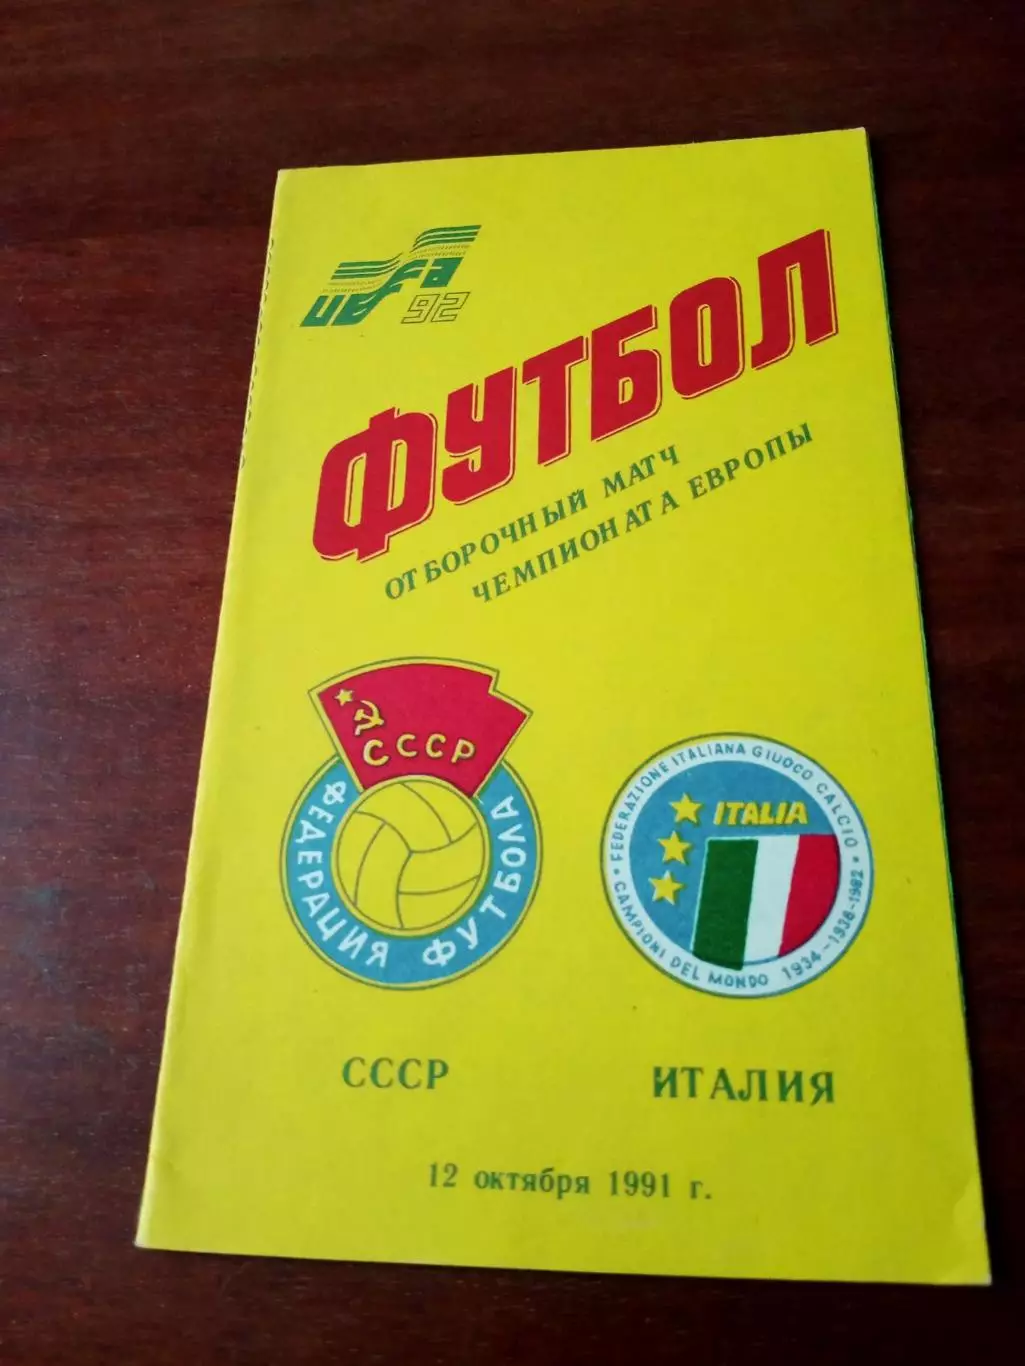 uefa 92
ФУТБОЛ
ОТБОРОЧНЫЙ МАТЧ
ЧЕМПИОНАТА ЕВРОПЫ
СССР
ФЕДЕРАЦИЯ ФУТБОЛА
• FEDERAZIONE ITALIANA GIUOCO CALCIO •
ITALIA
CAMPIONI DEL MONDO 1934-1938-1982
СССР
ИТАЛИЯ
12 октября 1991 г.